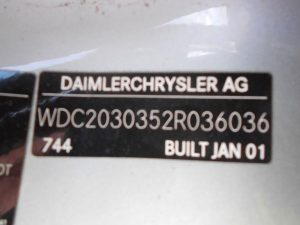 DAIMLERCHRYSLER AG
WDC2030352R036036
744 BUILT JAN 01